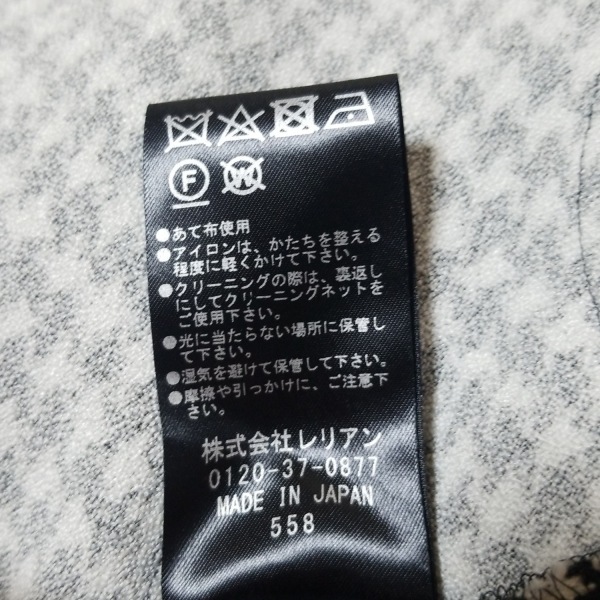 F W
●あて布使用
●アイロンは、かたちを整える
程度に軽くかけて下さい。
●クリーニングの際は、裏返し
にしてクリーニングネットを
ご使用下さい。
●光に当たらない場所に保管し
て下さい。
●湿気を避けて保管して下さい。
●摩擦や引っかけに、ご注意下
さい。
株式会社レリアン
0120-37-0877
MADE IN JAPAN
558